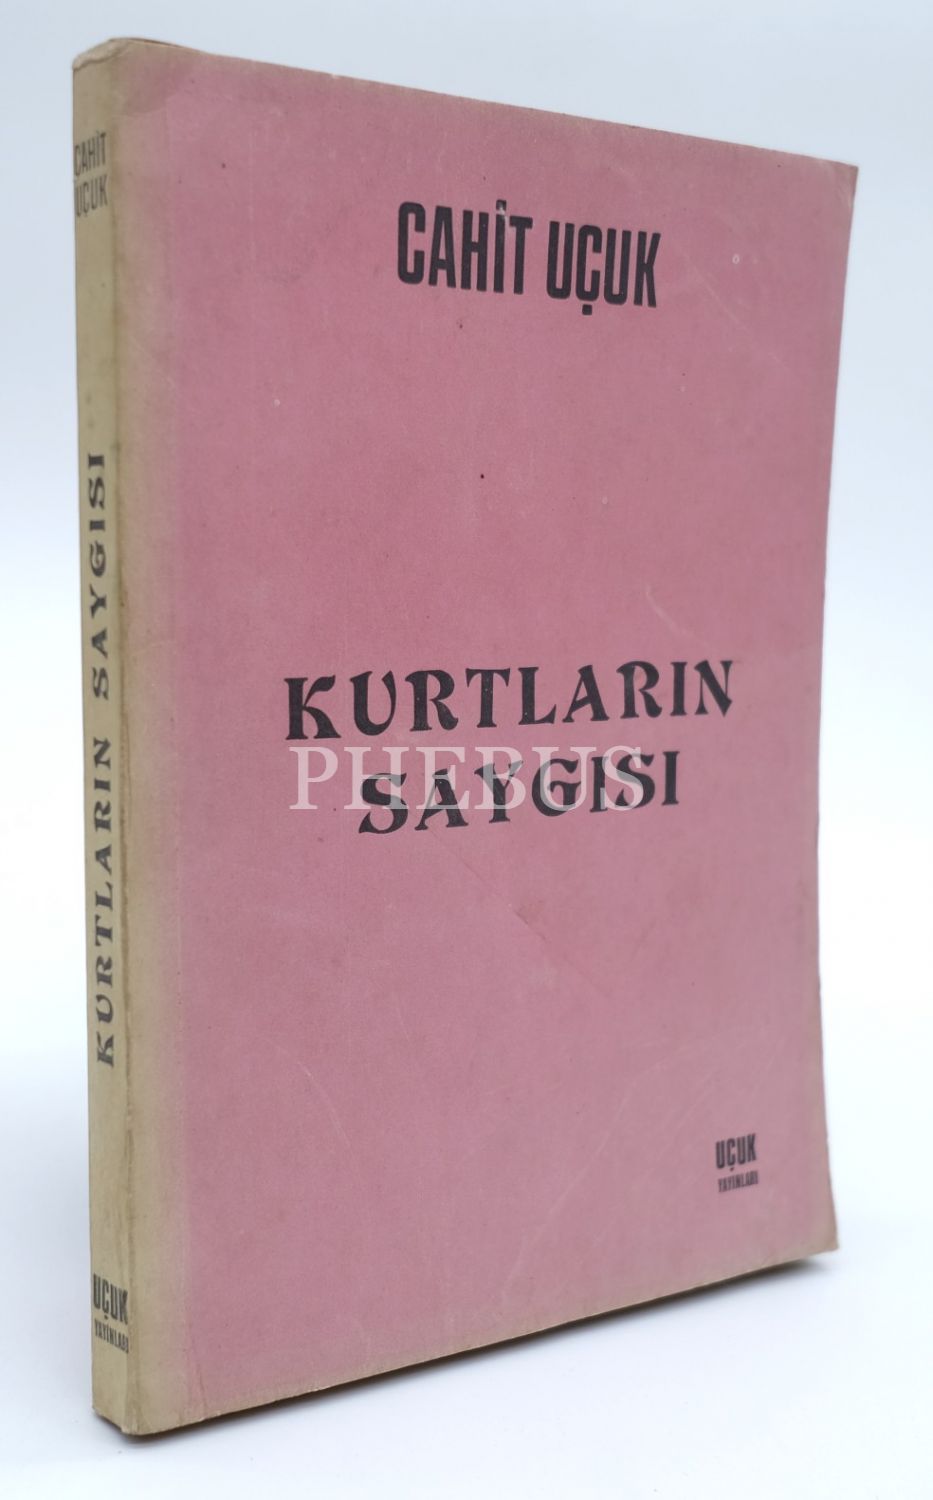 CAHİT
UÇUK
KURTLARIN SAYGISI
UÇUK
YAYINLARI
CAHİT UÇUK
KURTLARIN
SAYGISI
PHEBUS
UÇUK
YAYINLARI